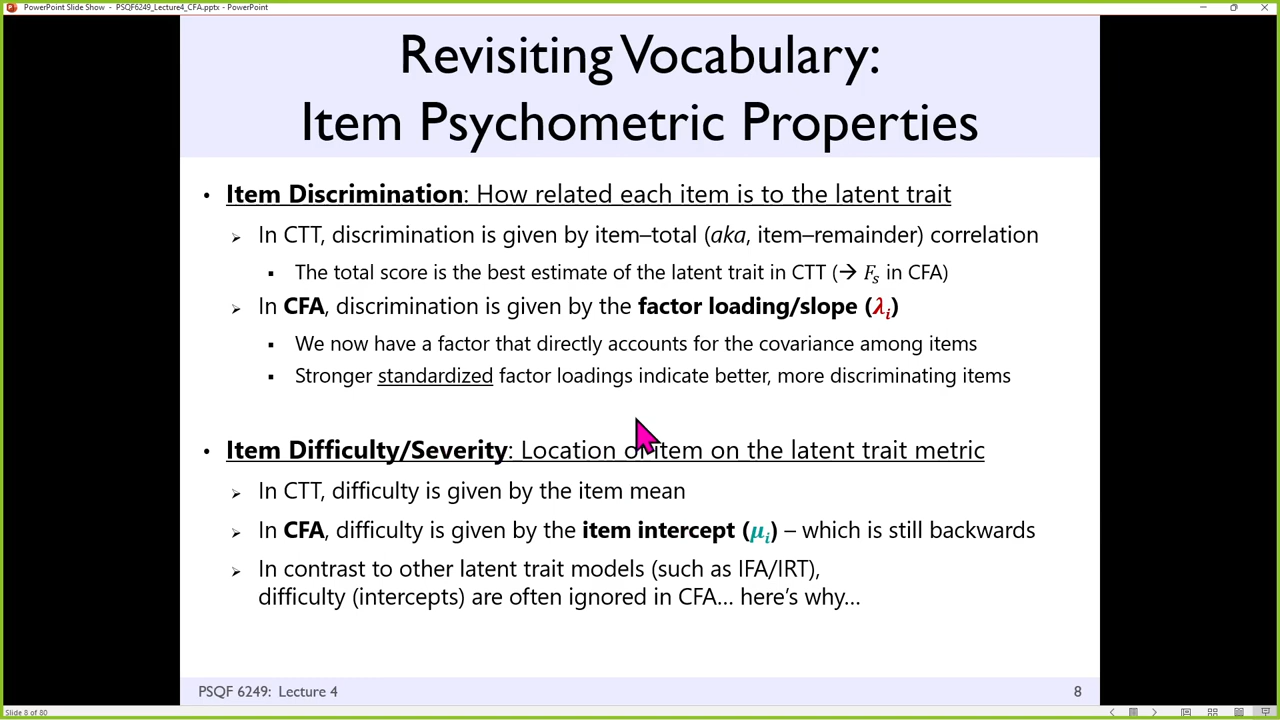 PowerPoint Slide Show - PSQF6249_Lecture4_CFA.pptx - PowerPoint
Revisiting Vocabulary:
Item Psychometric Properties
• Item Discrimination: How related each item is to the latent trait
➢ In CTT, discrimination is given by item–total (aka, item–remainder) correlation
▪ The total score is the best estimate of the latent trait in CTT (→ Fs in CFA)
➢ In CFA, discrimination is given by the factor loading/slope (λi)
▪ We now have a factor that directly accounts for the covariance among items
▪ Stronger standardized factor loadings indicate better, more discriminating items
• Item Difficulty/Severity: Location of item on the latent trait metric
➢ In CTT, difficulty is given by the item mean
➢ In CFA, difficulty is given by the item intercept (μi) – which is still backwards
➢ In contrast to other latent trait models (such as IFA/IRT),
difficulty (intercepts) are often ignored in CFA… here’s why…
PSQF 6249: Lecture 4
8
Slide 8 of 80